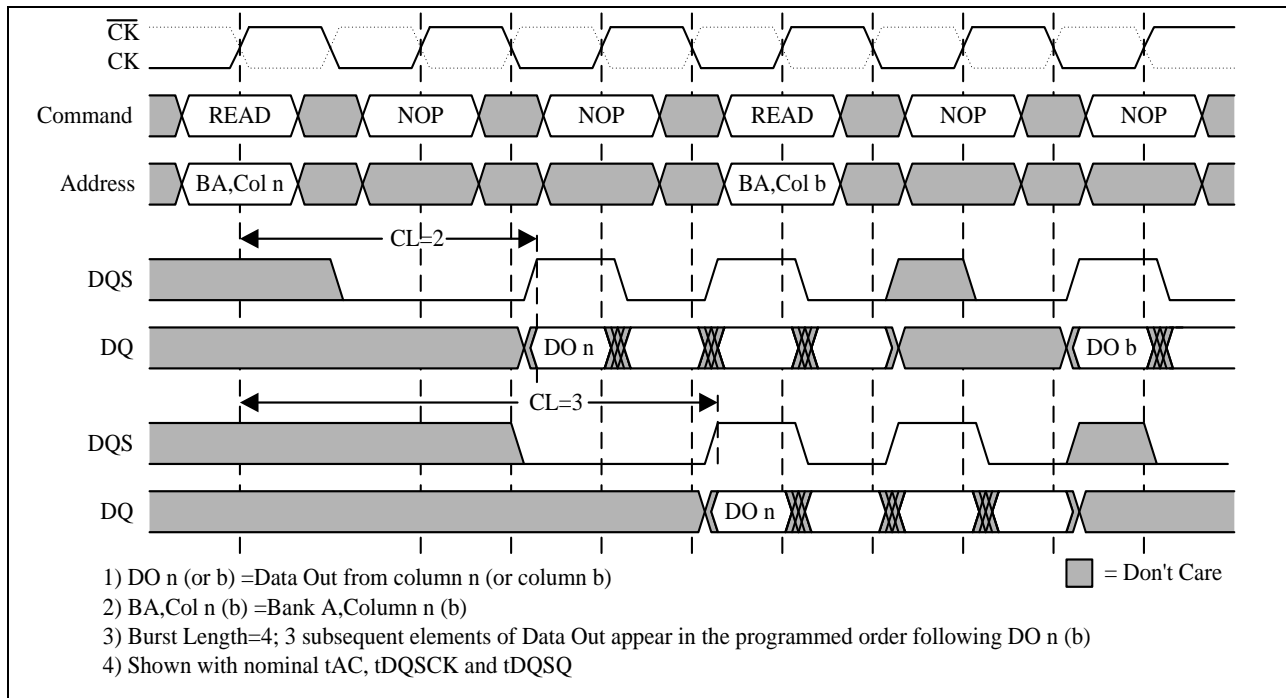 CK
CK
Command READ NOP NOP READ NOP NOP
Address BA,Col n BA,Col b
CL=2
DQS
DQ DO n DO b
CL=3
DQS
DQ DO n
1) DO n (or b) =Data Out from column n (or column b)
= Don't Care
2) BA,Col n (b) =Bank A,Column n (b)
3) Burst Length=4; 3 subsequent elements of Data Out appear in the programmed order following DO n (b)
4) Shown with nominal tAC, tDQSCK and tDQSQ